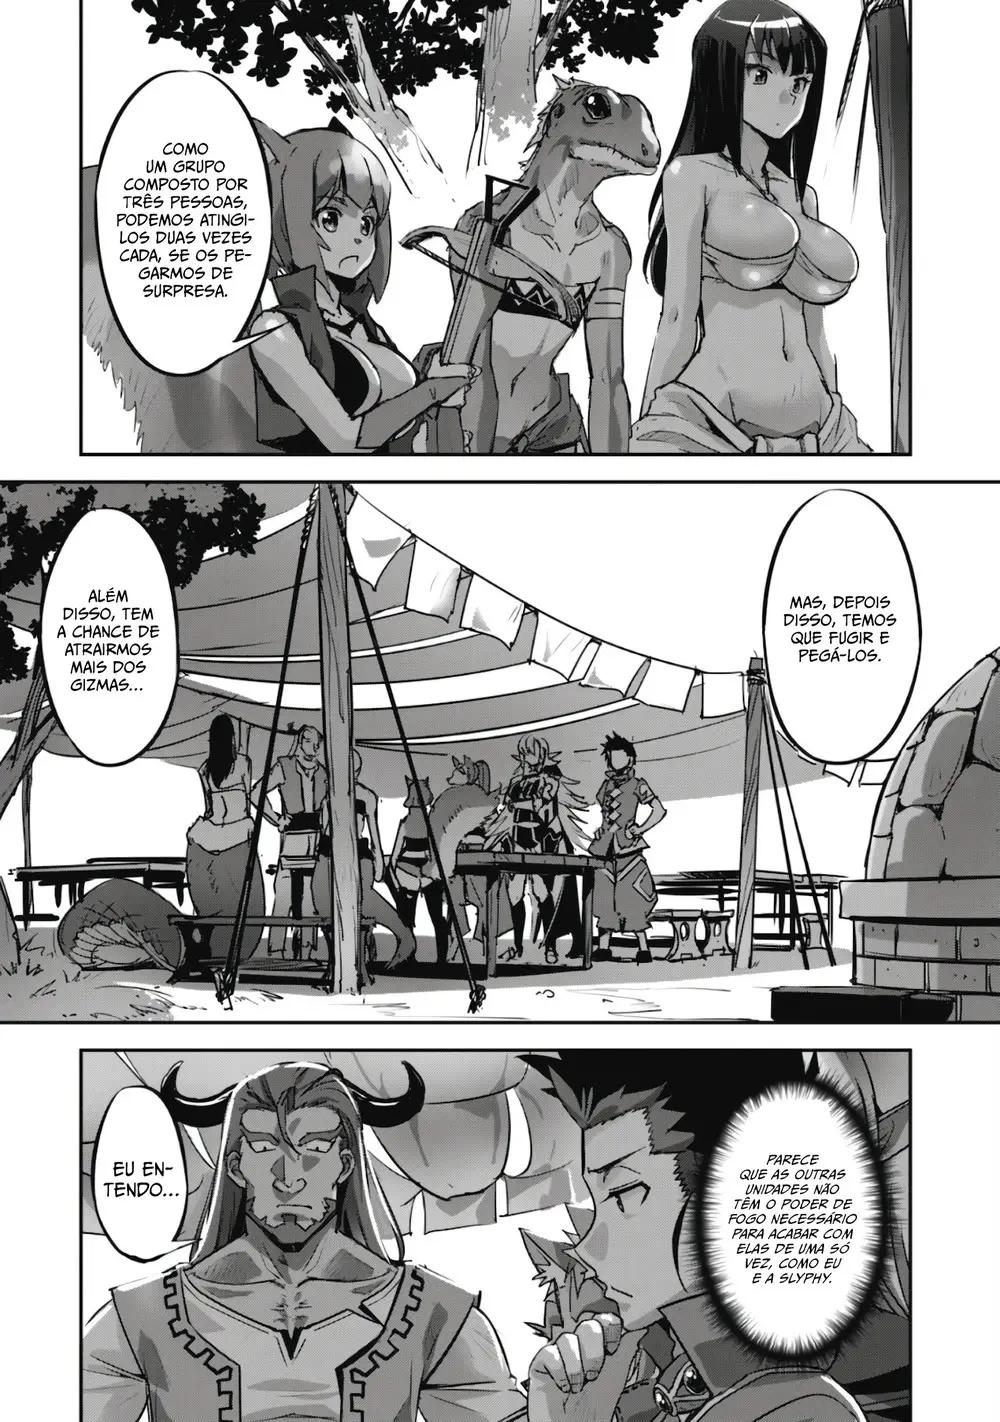 COMO
UM GRUPO
COMPOSTO POR
TRÊS PESSOAS,
PODEMOS ATINGI-
LOS DUAS VEZES
CADA, SE OS PE-
GARMOS DE
SURPRESA.
MAS, DEPOIS
DISSO, TEMOS
QUE FUGIR E
PEGÁ-LOS.
ALÉM
DISSO, TEM
A CHANCE DE
ATRAIRMOS
MAIS DOS
GIZMAS...
PARECE
QUE AS OUTRAS
UNIDADES NÃO
TÊM O PODER DE
FOGO NECESSÁRIO
PARA ACABAR COM
ELAS DE UMA SÓ
VEZ, COMO EU
E A SLYPHY.
EU EN-
TENDO...